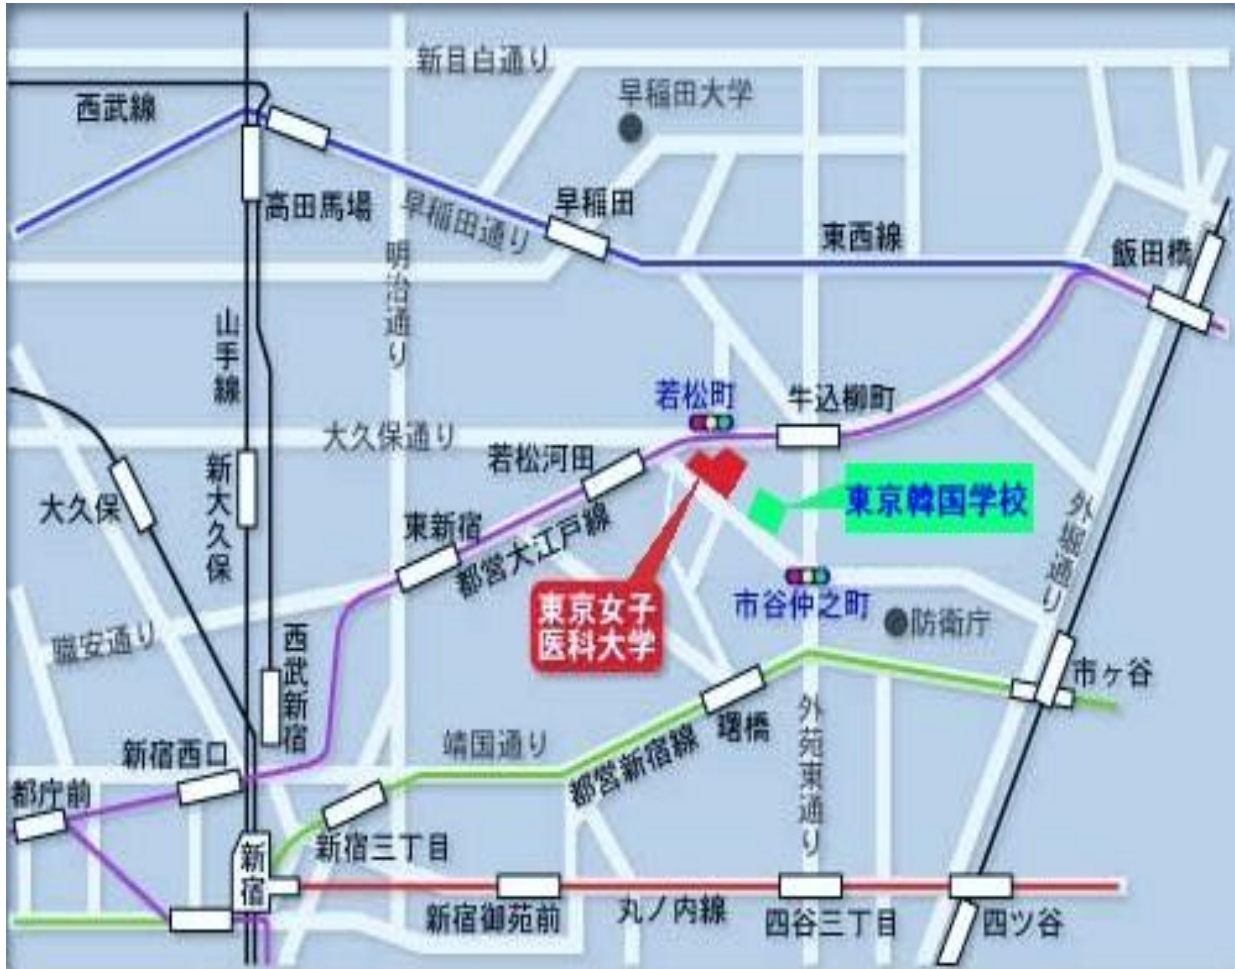 新目白通り
早稲田大学
西武線
高田馬場
早稲田通り
早稲田
東西線
飯田橋
明治通り
山手線
若松町
牛込柳町
大久保通り
若松河田
東京韓国学校
外堀通り
大久保
新大久保
東新宿
都営大江戸線
東京女子
医科大学
市谷仲之町
防衛庁
職安通り
西武新宿
市ヶ谷
曙橋
外苑東通り
靖国通り
都営新宿線
新宿西口
都庁前
新宿三丁目
新宿
新宿御苑前
丸ノ内線
四谷三丁目
四ツ谷